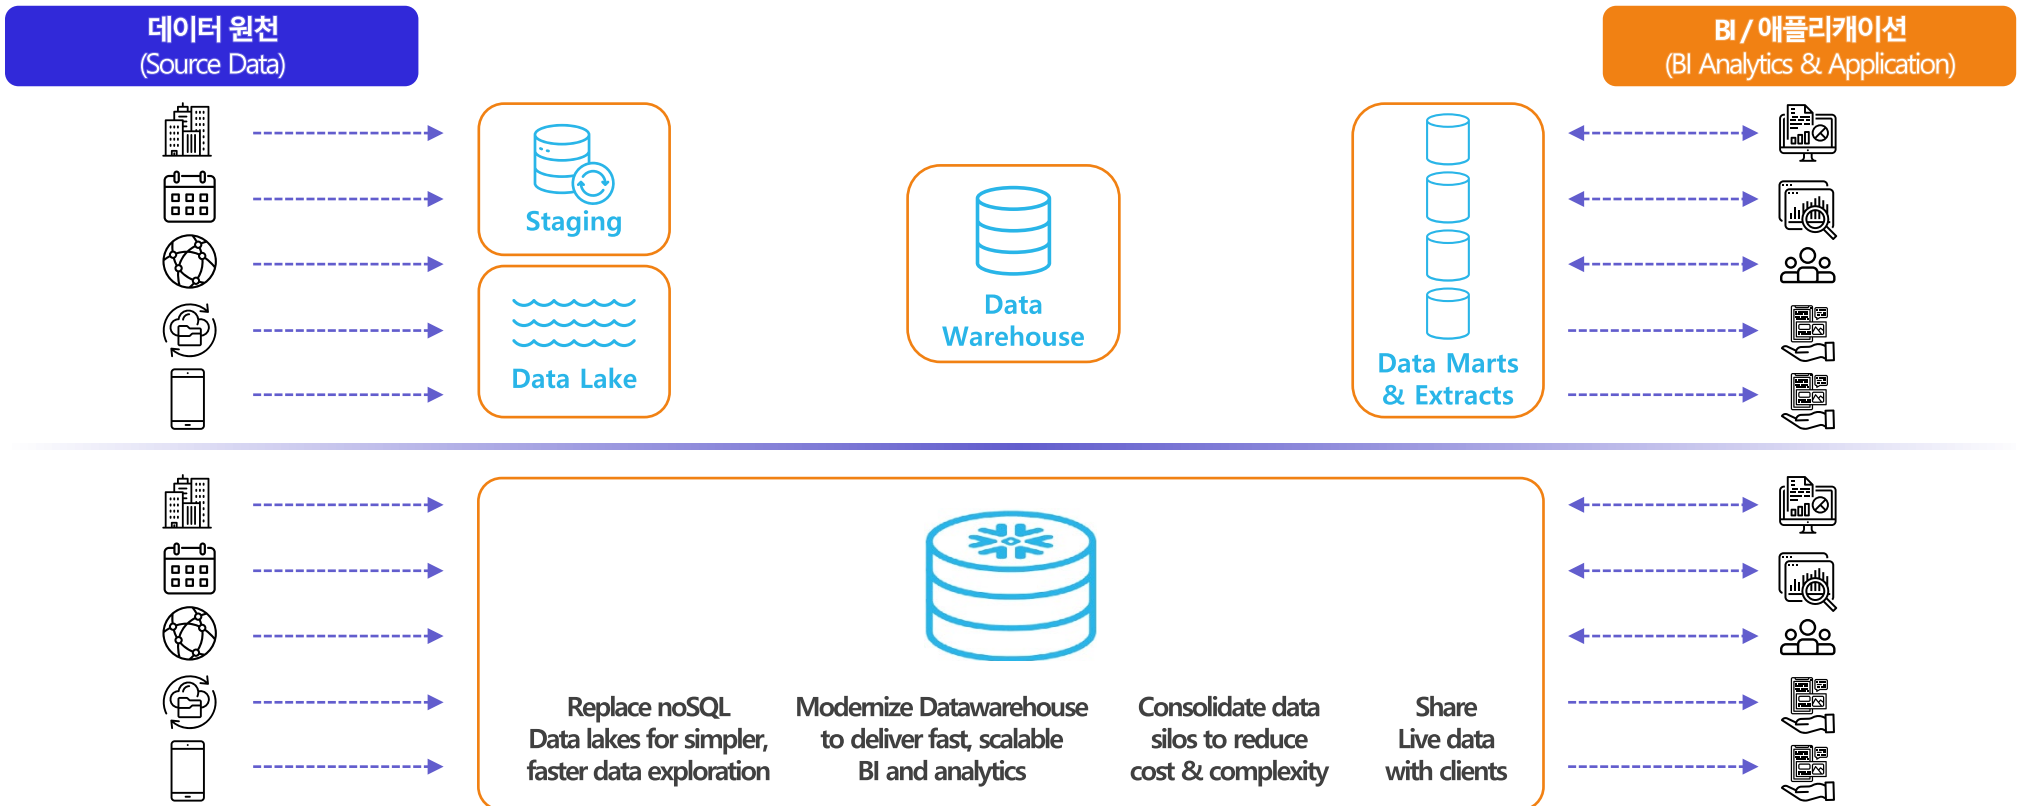 데이터 원천
(Source Data)
BI / 애플리캐이션
(BI Analytics & Application)
Staging
Data Lake
Data
Warehouse
Data Marts
& Extracts
Replace noSQL
Data lakes for simpler,
faster data exploration
Modernize Datawarehouse
to deliver fast, scalable
BI and analytics
Consolidate data
silos to reduce
cost & complexity
Share
Live data
with clients